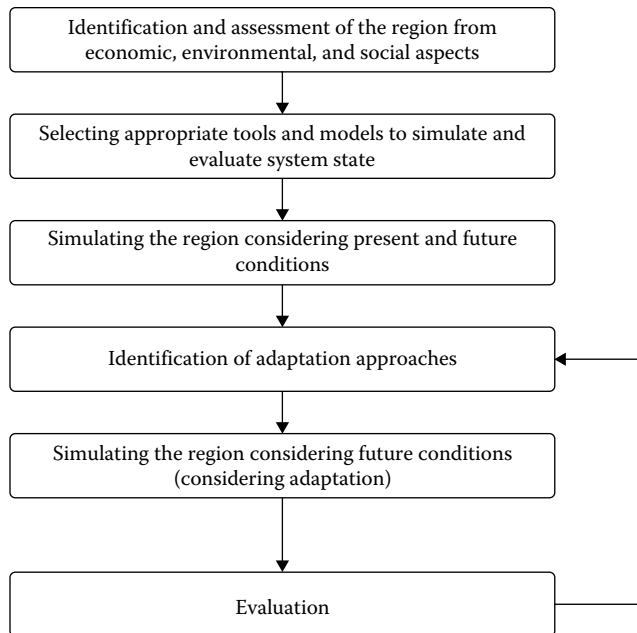 Identification and assessment of the region from
economic, environmental, and social aspects
Selecting appropriate tools and models to simulate and
evaluate system state
Simulating the region considering present and future
conditions
Identification of adaptation approaches
Simulating the region considering future conditions
(considering adaptation)
Evaluation